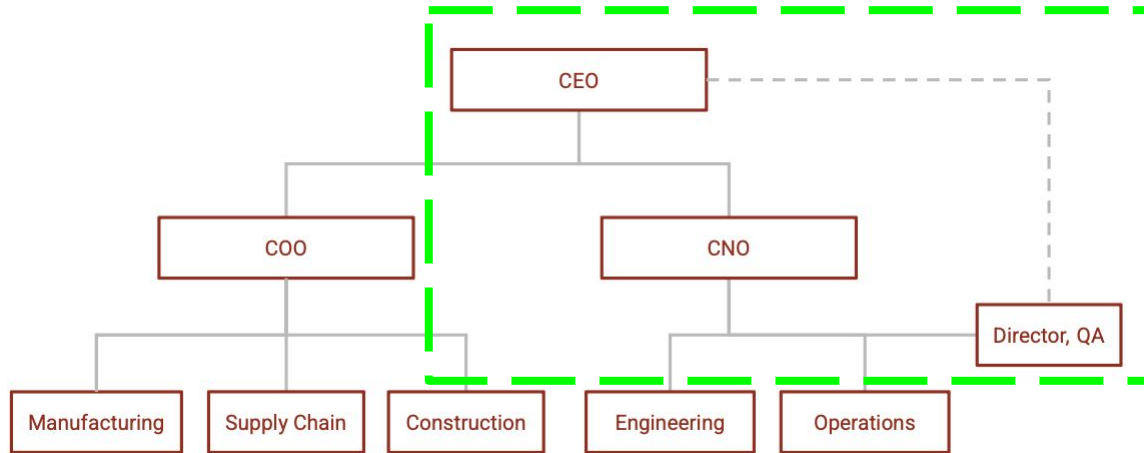 CEO
COO
CNO
Director, QA
Manufacturing
Supply Chain
Construction
Engineering
Operations